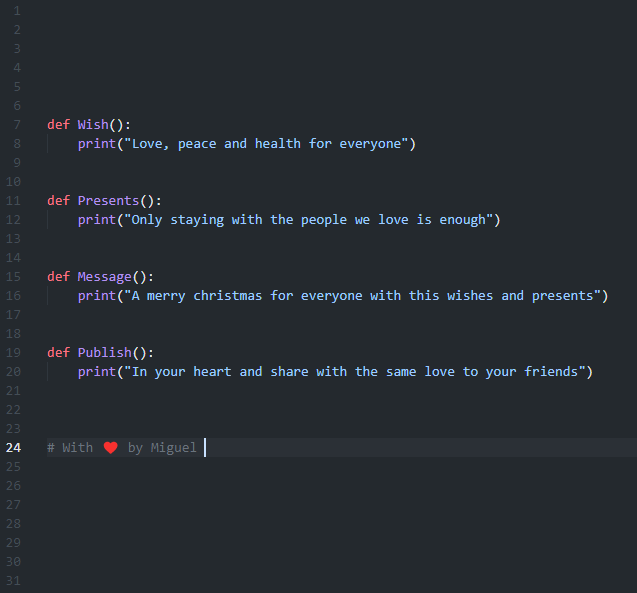 1
2
3
4
5
6
7 def Wish():
8 print("Love, peace and health for everyone")
9
10
11 def Presents():
12 print("Only staying with the people we love is enough")
13
14
15 def Message():
16 print("A merry christmas for everyone with this wishes and presents")
17
18
19 def Publish():
20 print("In your heart and share with the same love to your friends")
21
22
23
24 # With ❤️ by Miguel
25
26
27
28
29
30
31